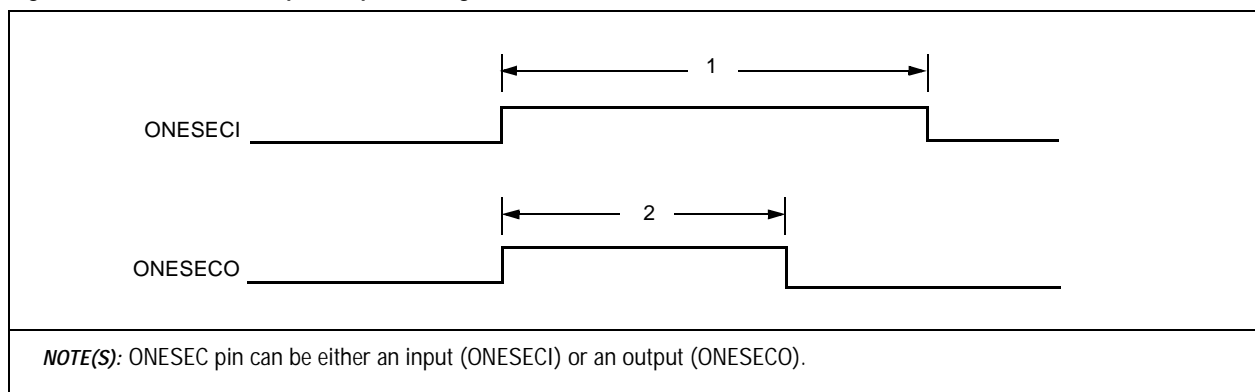 1
ONESECI
2
ONESECO
NOTE(S): ONESEC pin can be either an input (ONESECI) or an output (ONESECO).